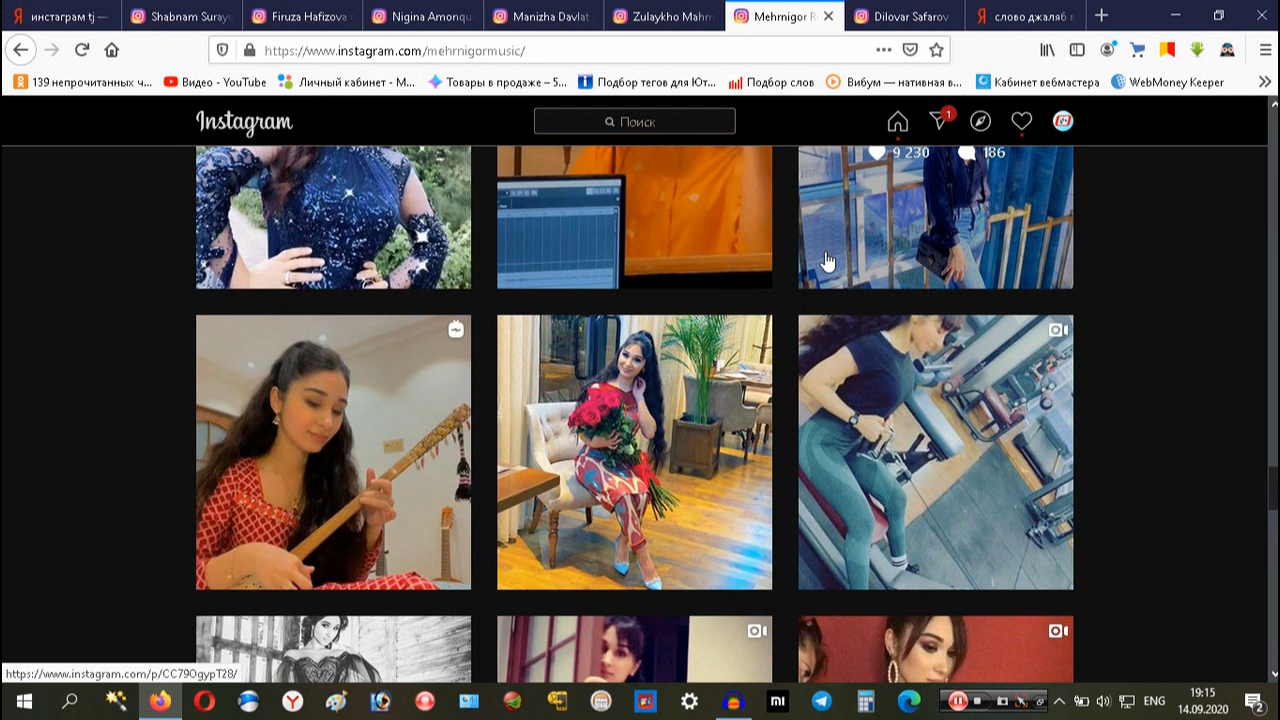 инстаграм tj —
Shabnam Surayo
Firuza Hafizova
Nigina Amonqu
Manizha Davlat
Zulaykho Mahm
Mehrnigor R
Dilovar Safarov
слово джаляб в
https://www.instagram.com/mehrnigormusic/
139 непрочитанных ч...
Видео - YouTube
Личный кабинет - M...
Товары в продаже – 5...
Подбор тегов для Ют...
Подбор слов
Вибум — нативная в...
Кабинет вебмастера
WebMoney Keeper
Instagram
Поиск
1
9 230
186
https://www.instagram.com/p/CC79OgypT28/
mi
ENG
19:15
14.09.2020
2